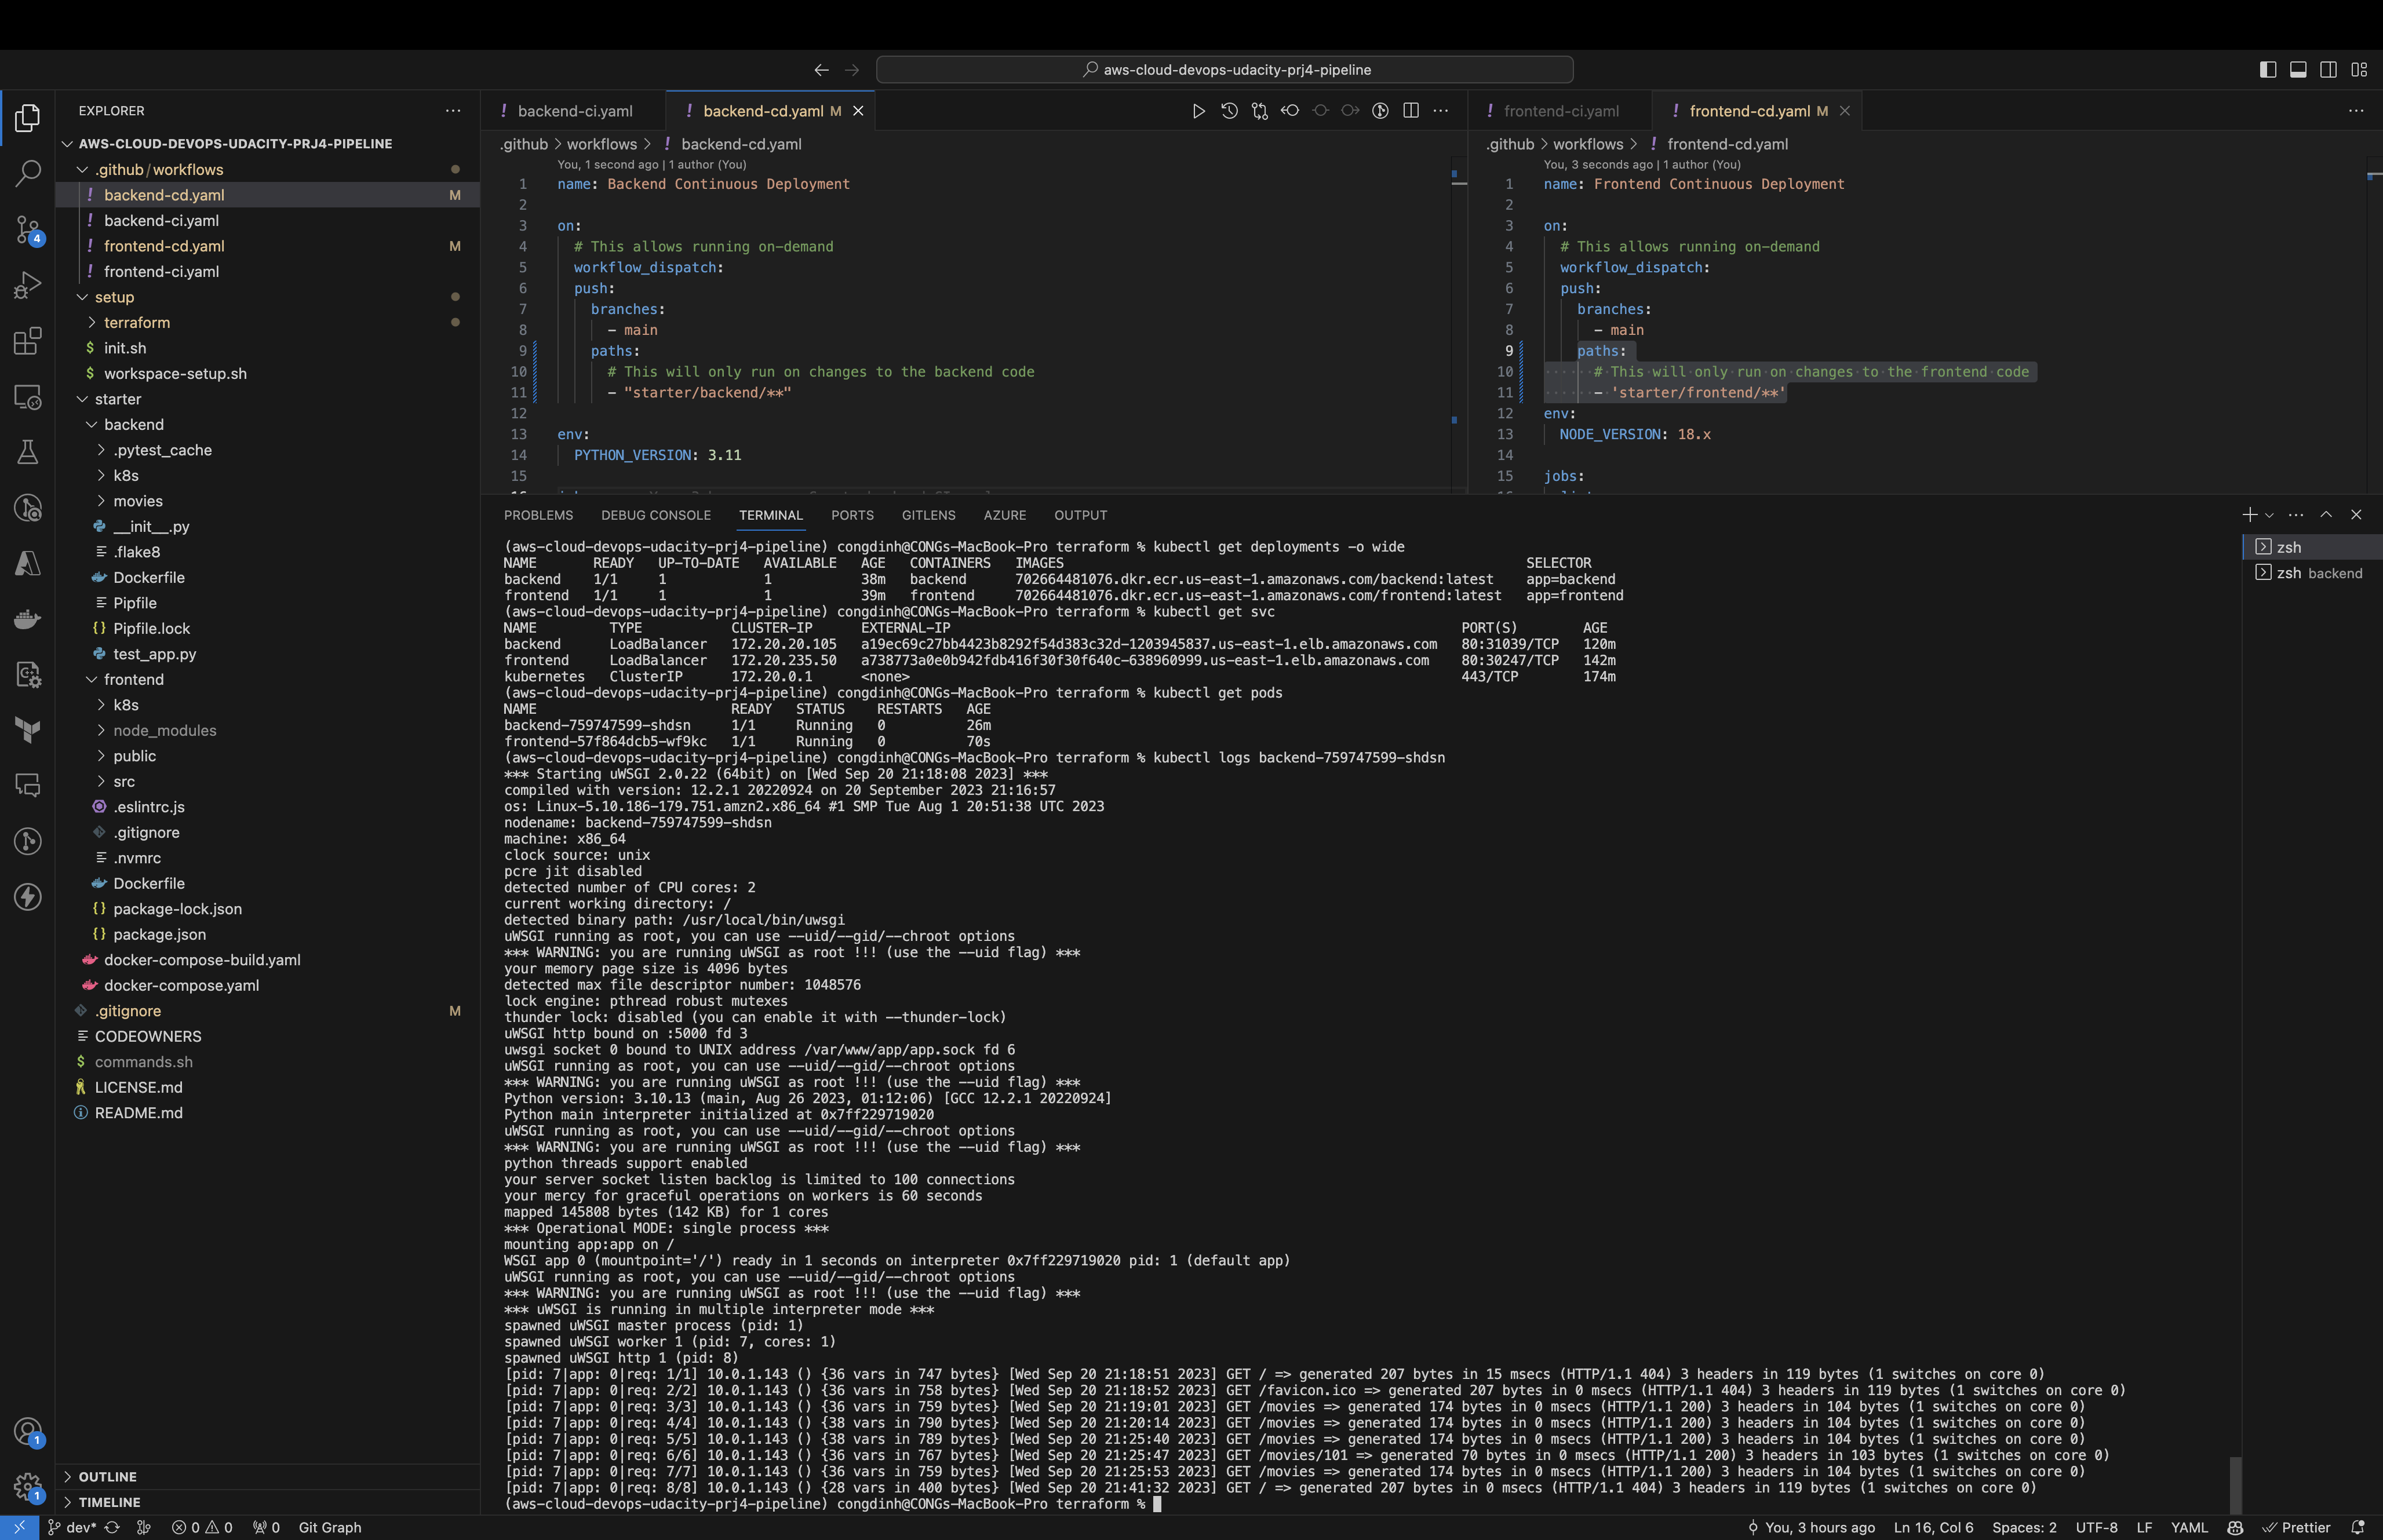 aws-cloud-devops-udacity-prj4-pipeline
EXPLORER
AWS-CLOUD-DEVOPS-UDACITY-PRJ4-PIPELINE
.github/workflows
backend-cd.yaml M
backend-ci.yaml
frontend-cd.yaml M
frontend-ci.yaml
setup
terraform
init.sh
workspace-setup.sh
starter
backend
.pytest_cache
k8s
movies
__init__.py
.flake8
Dockerfile
Pipfile
Pipfile.lock
test_app.py
frontend
k8s
node_modules
public
src
.eslintrc.js
.gitignore
.nvmrc
Dockerfile
package-lock.json
package.json
docker-compose-build.yaml
docker-compose.yaml
.gitignore M
CODEOWNERS
commands.sh
LICENSE.md
README.md
OUTLINE
TIMELINE
4
1
1
backend-ci.yaml
backend-cd.yaml M
.github > workflows > ! backend-cd.yaml
You, 1 second ago | 1 author (You)
1 name: Backend Continuous Deployment
2
3 on:
4 # This allows running on-demand
5 workflow_dispatch:
6 push:
7 branches:
8 - main
9 paths:
10 # This will only run on changes to the backend code
11 - "starter/backend/**"
12
13 env:
14 PYTHON_VERSION: 3.11
15
frontend-ci.yaml
frontend-cd.yaml M
.github > workflows > ! frontend-cd.yaml
You, 3 seconds ago | 1 author (You)
1 name: Frontend Continuous Deployment
2
3 on:
4 # This allows running on-demand
5 workflow_dispatch:
6 push:
7 branches:
8 - main
9 paths:
10 # This will only run on changes to the frontend code
11 - 'starter/frontend/**'
12 env:
13 NODE_VERSION: 18.x
14
15 jobs:
PROBLEMS DEBUG CONSOLE TERMINAL PORTS GITLENS AZURE OUTPUT
zsh
zsh backend
(aws-cloud-devops-udacity-prj4-pipeline) congdinh@CONGs-MacBook-Pro terraform % kubectl get deployments -o wide
NAME READY UP-TO-DATE AVAILABLE AGE CONTAINERS IMAGES SELECTOR
backend 1/1 1 1 38m backend 702664481076.dkr.ecr.us-east-1.amazonaws.com/backend:latest app=backend
frontend 1/1 1 1 39m frontend 702664481076.dkr.ecr.us-east-1.amazonaws.com/frontend:latest app=frontend
(aws-cloud-devops-udacity-prj4-pipeline) congdinh@CONGs-MacBook-Pro terraform % kubectl get svc
NAME TYPE CLUSTER-IP EXTERNAL-IP PORT(S) AGE
backend LoadBalancer 172.20.20.105 a19ec69c27bb4423b8292f54d383c32d-1203945837.us-east-1.elb.amazonaws.com 80:31039/TCP 120m
frontend LoadBalancer 172.20.235.50 a738773a0e0b942fdb416f30f30f640c-638960999.us-east-1.elb.amazonaws.com 80:30247/TCP 142m
kubernetes ClusterIP 172.20.0.1 <none> 443/TCP 174m
(aws-cloud-devops-udacity-prj4-pipeline) congdinh@CONGs-MacBook-Pro terraform % kubectl get pods
NAME READY STATUS RESTARTS AGE
backend-759747599-shdsn 1/1 Running 0 26m
frontend-57f864dcb5-wf9kc 1/1 Running 0 70s
(aws-cloud-devops-udacity-prj4-pipeline) congdinh@CONGs-MacBook-Pro terraform % kubectl logs backend-759747599-shdsn
*** Starting uWSGI 2.0.22 (64bit) on [Wed Sep 20 21:18:08 2023] ***
compiled with version: 12.2.1 20220924 on 20 September 2023 21:16:57
os: Linux-5.10.186-179.751.amzn2.x86_64 #1 SMP Tue Aug 1 20:51:38 UTC 2023
nodename: backend-759747599-shdsn
machine: x86_64
clock source: unix
pcre jit disabled
detected number of CPU cores: 2
current working directory: /
detected binary path: /usr/local/bin/uwsgi
uWSGI running as root, you can use --uid/--gid/--chroot options
*** WARNING: you are running uWSGI as root !!! (use the --uid flag) ***
your memory page size is 4096 bytes
detected max file descriptor number: 1048576
lock engine: pthread robust mutexes
thunder lock: disabled (you can enable it with --thunder-lock)
uWSGI http bound on :5000 fd 3
uwsgi socket 0 bound to UNIX address /var/www/app/app.sock fd 6
uWSGI running as root, you can use --uid/--gid/--chroot options
*** WARNING: you are running uWSGI as root !!! (use the --uid flag) ***
Python version: 3.10.13 (main, Aug 26 2023, 01:12:06) [GCC 12.2.1 20220924]
Python main interpreter initialized at 0x7ff229719020
uWSGI running as root, you can use --uid/--gid/--chroot options
*** WARNING: you are running uWSGI as root !!! (use the --uid flag) ***
python threads support enabled
your server socket listen backlog is limited to 100 connections
your mercy for graceful operations on workers is 60 seconds
mapped 145808 bytes (142 KB) for 1 cores
*** Operational MODE: single process ***
mounting app:app on /
WSGI app 0 (mountpoint='/') ready in 1 seconds on interpreter 0x7ff229719020 pid: 1 (default app)
uWSGI running as root, you can use --uid/--gid/--chroot options
*** WARNING: you are running uWSGI as root !!! (use the --uid flag) ***
*** uWSGI is running in multiple interpreter mode ***
spawned uWSGI master process (pid: 1)
spawned uWSGI worker 1 (pid: 7, cores: 1)
spawned uWSGI http 1 (pid: 8)
[pid: 7|app: 0|req: 1/1] 10.0.1.143 () {36 vars in 747 bytes} [Wed Sep 20 21:18:51 2023] GET / => generated 207 bytes in 15 msecs (HTTP/1.1 404) 3 headers in 119 bytes (1 switches on core 0)
[pid: 7|app: 0|req: 2/2] 10.0.1.143 () {36 vars in 758 bytes} [Wed Sep 20 21:18:52 2023] GET /favicon.ico => generated 207 bytes in 0 msecs (HTTP/1.1 404) 3 headers in 119 bytes (1 switches on core 0)
[pid: 7|app: 0|req: 3/3] 10.0.1.143 () {36 vars in 759 bytes} [Wed Sep 20 21:19:01 2023] GET /movies => generated 174 bytes in 0 msecs (HTTP/1.1 200) 3 headers in 104 bytes (1 switches on core 0)
[pid: 7|app: 0|req: 4/4] 10.0.1.143 () {38 vars in 790 bytes} [Wed Sep 20 21:20:14 2023] GET /movies => generated 174 bytes in 0 msecs (HTTP/1.1 200) 3 headers in 104 bytes (1 switches on core 0)
[pid: 7|app: 0|req: 5/5] 10.0.1.143 () {38 vars in 789 bytes} [Wed Sep 20 21:25:40 2023] GET /movies => generated 174 bytes in 0 msecs (HTTP/1.1 200) 3 headers in 104 bytes (1 switches on core 0)
[pid: 7|app: 0|req: 6/6] 10.0.1.143 () {36 vars in 767 bytes} [Wed Sep 20 21:25:47 2023] GET /movies/101 => generated 70 bytes in 0 msecs (HTTP/1.1 200) 3 headers in 103 bytes (1 switches on core 0)
[pid: 7|app: 0|req: 7/7] 10.0.1.143 () {36 vars in 759 bytes} [Wed Sep 20 21:25:53 2023] GET /movies => generated 174 bytes in 0 msecs (HTTP/1.1 200) 3 headers in 104 bytes (1 switches on core 0)
[pid: 7|app: 0|req: 8/8] 10.0.1.143 () {28 vars in 400 bytes} [Wed Sep 20 21:41:32 2023] GET / => generated 207 bytes in 0 msecs (HTTP/1.1 404) 3 headers in 119 bytes (1 switches on core 0)
(aws-cloud-devops-udacity-prj4-pipeline) congdinh@CONGs-MacBook-Pro terraform %
dev* 0 0 0 Git Graph You, 3 hours ago Ln 16, Col 6 Spaces: 2 UTF-8 LF YAML Prettier